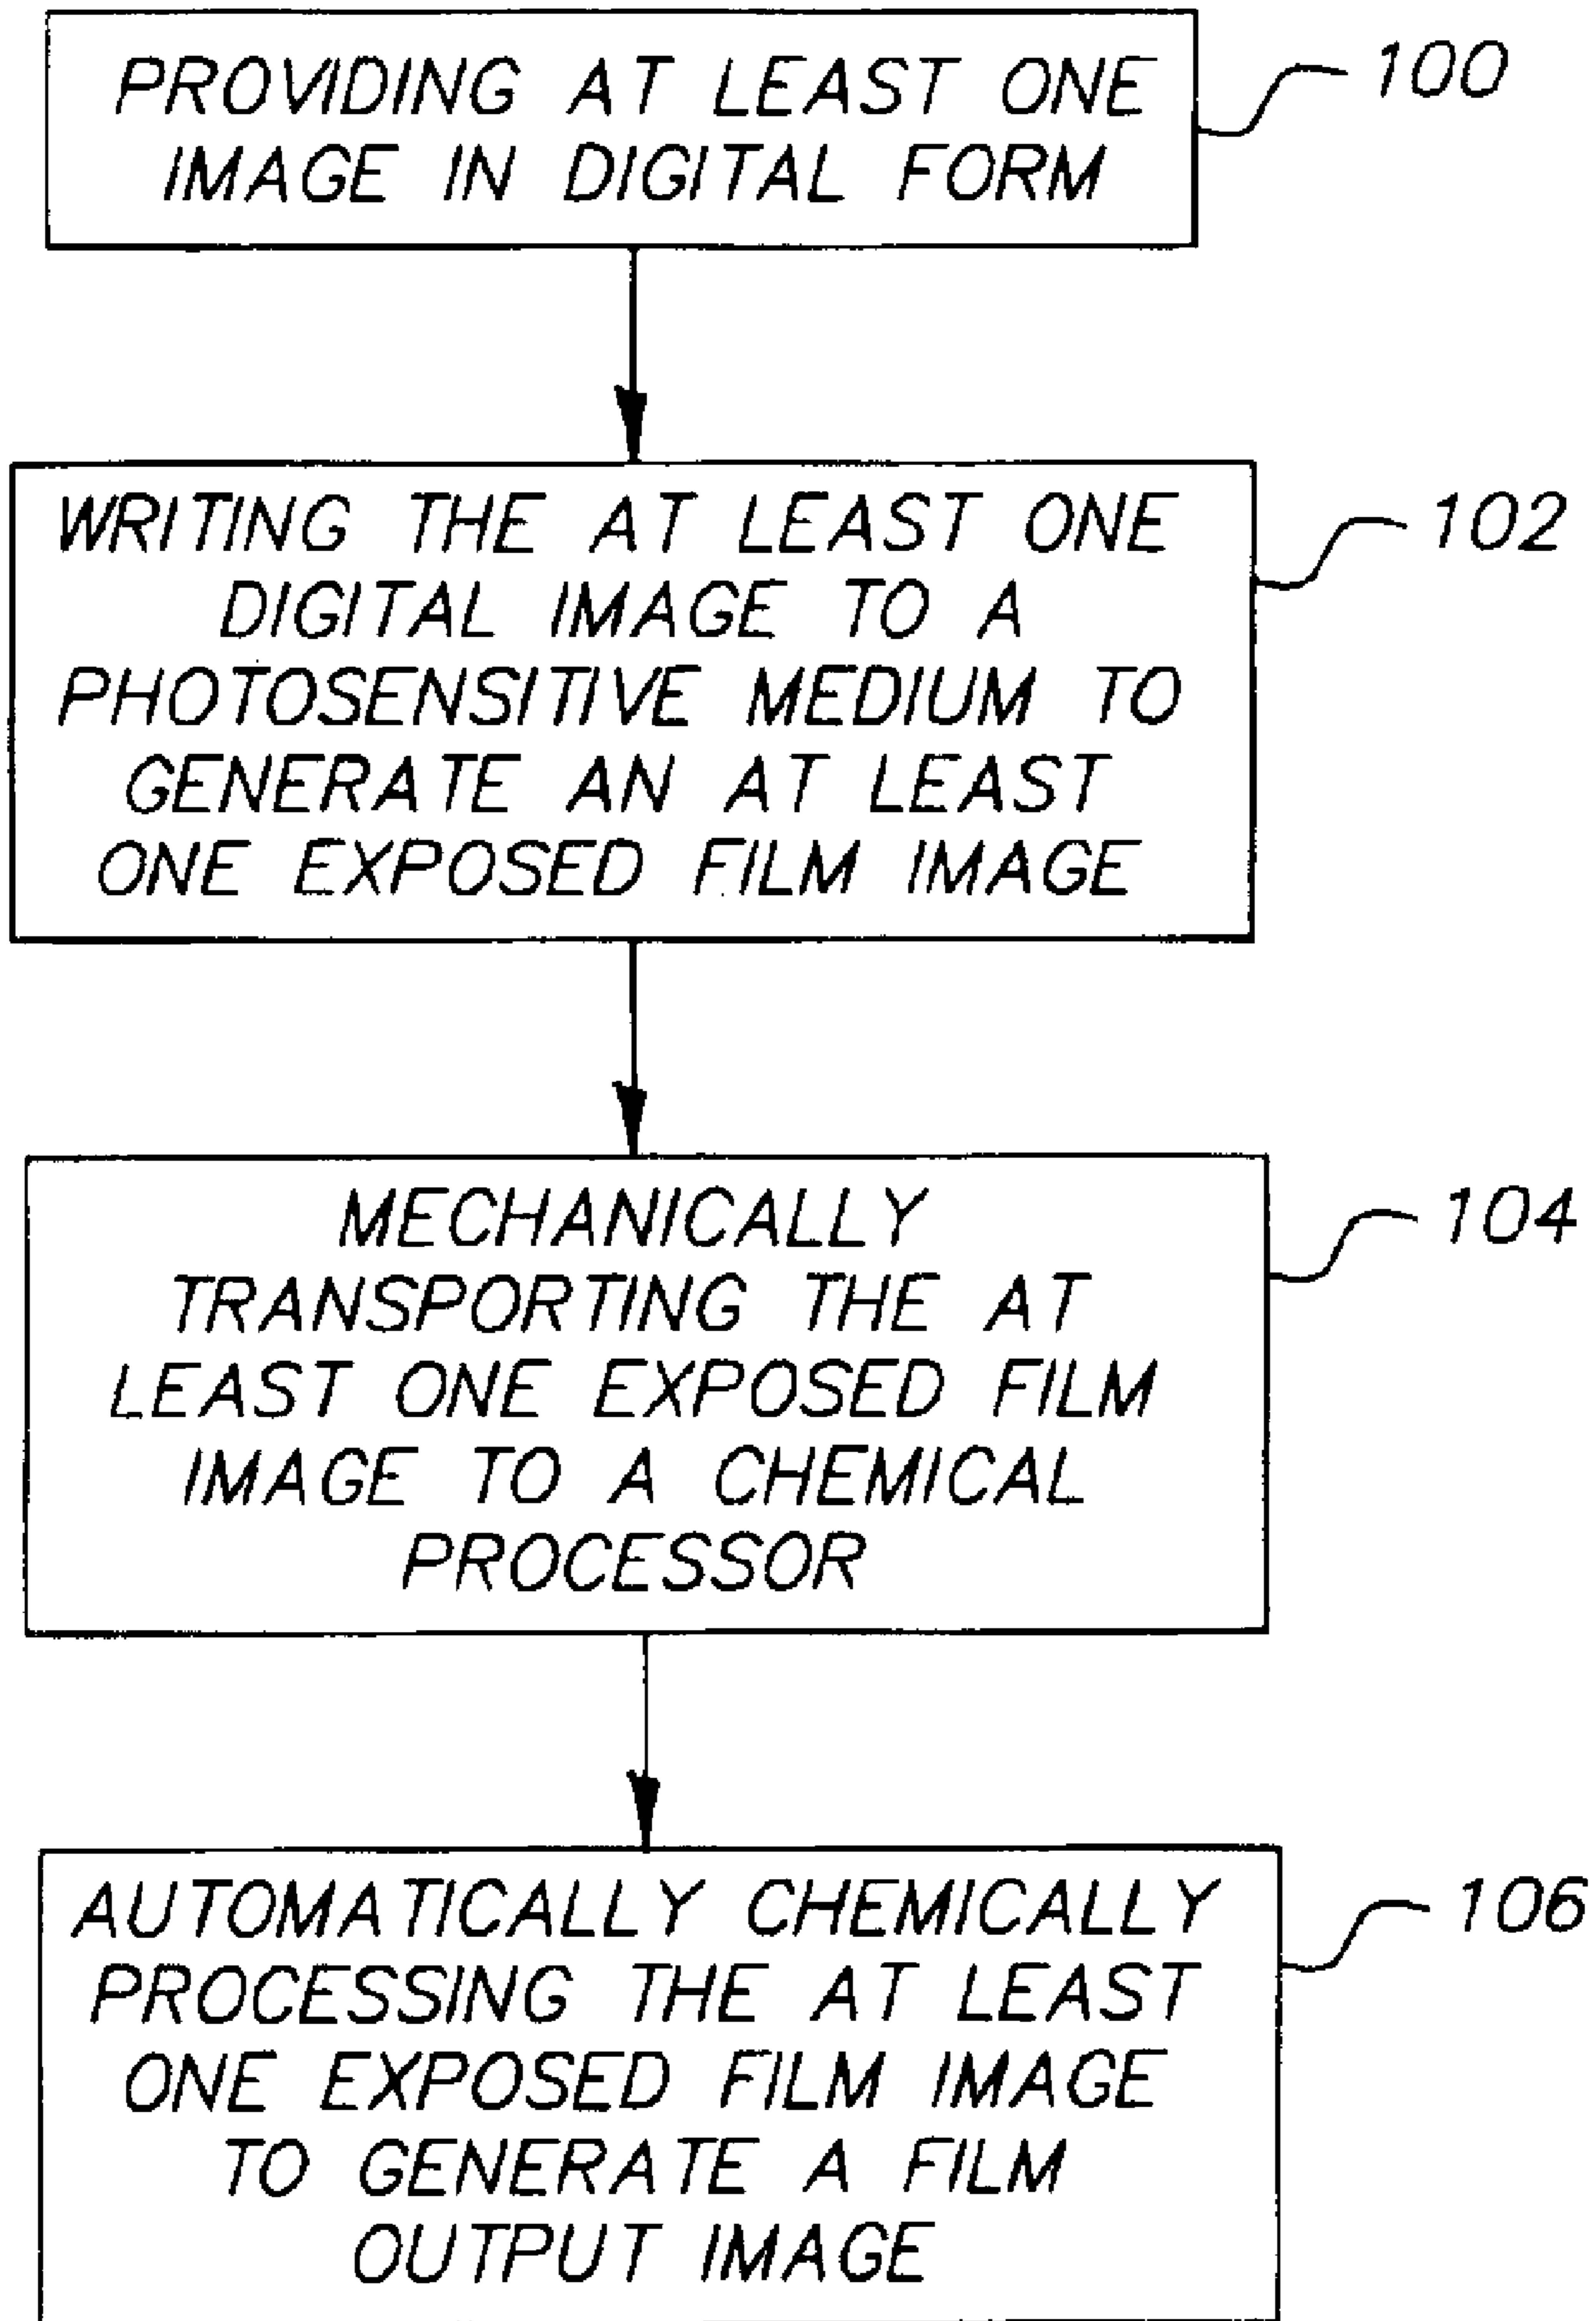 PROVIDING AT LEAST ONE
IMAGE IN DIGITAL FORM
100
WRITING THE AT LEAST ONE
DIGITAL IMAGE TO A
PHOTOSENSITIVE MEDIUM TO
GENERATE AN AT LEAST
ONE EXPOSED FILM IMAGE
102
MECHANICALLY
TRANSPORTING THE AT
LEAST ONE EXPOSED FILM
IMAGE TO A CHEMICAL
PROCESSOR
104
AUTOMATICALLY CHEMICALLY
PROCESSING THE AT LEAST
ONE EXPOSED FILM IMAGE
TO GENERATE A FILM
OUTPUT IMAGE
106